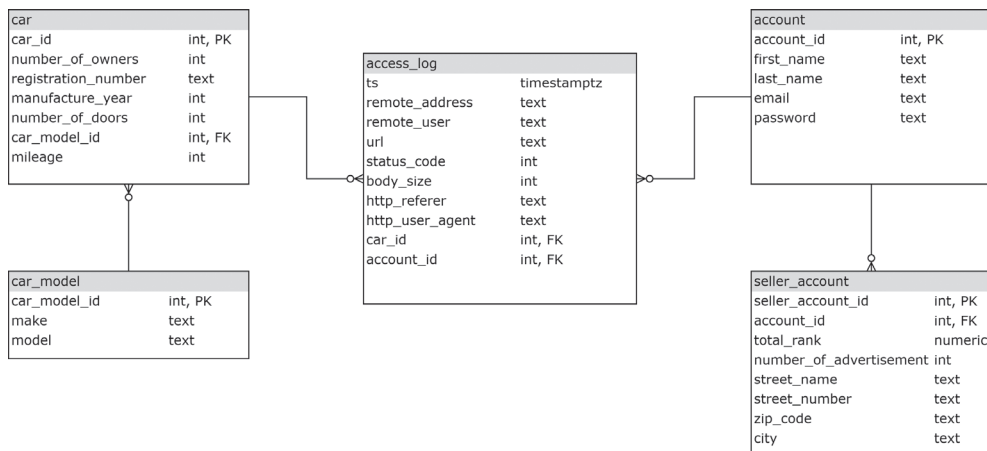 car
car_id int, PK
number_of_owners int
registration_number text
manufacture_year int
number_of_doors int
car_model_id int, FK
mileage int
car_model
car_model_id int, PK
make text
model text
access_log
ts timestamptz
remote_address text
remote_user text
url text
status_code int
body_size int
http_referer text
http_user_agent text
car_id int, FK
account_id int, FK
account
account_id int, PK
first_name text
last_name text
email text
password text
seller_account
seller_account_id int, PK
account_id int, FK
total_rank numeric
number_of_advertisement int
street_name text
street_number text
zip_code text
city text